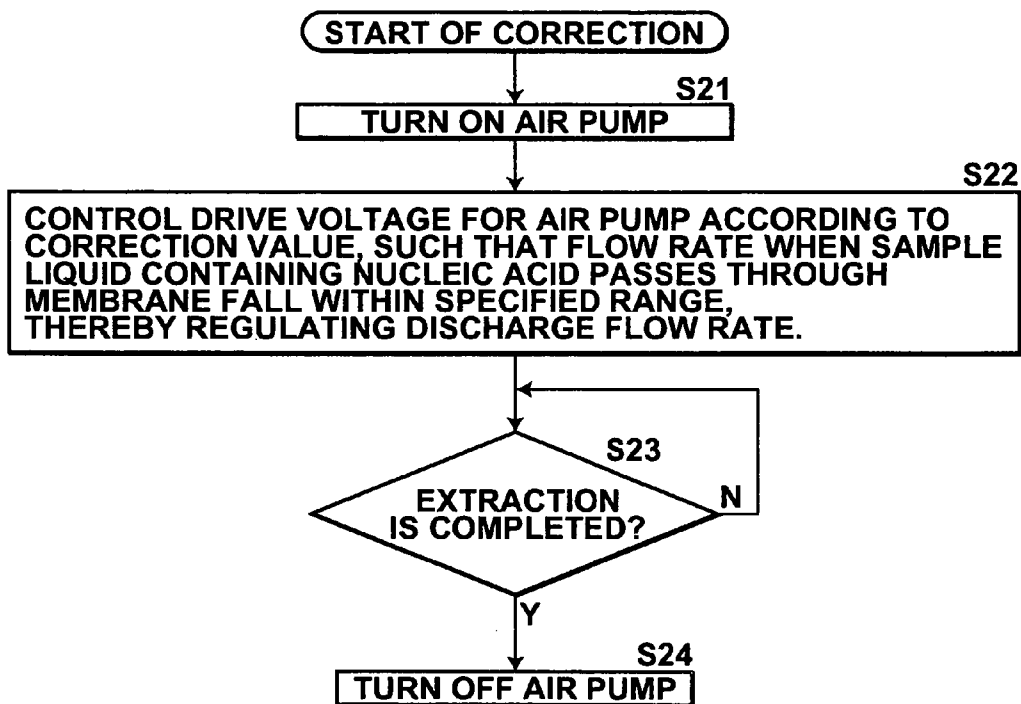 START OF CORRECTION
S21
TURN ON AIR PUMP
S22
CONTROL DRIVE VOLTAGE FOR AIR PUMP ACCORDING TO
CORRECTION VALUE, SUCH THAT FLOW RATE WHEN SAMPLE
LIQUID CONTAINING NUCLEIC ACID PASSES THROUGH
MEMBRANE FALL WITHIN SPECIFIED RANGE,
THEREBY REGULATING DISCHARGE FLOW RATE.
S23
EXTRACTION
IS COMPLETED?
N
Y
S24
TURN OFF AIR PUMP